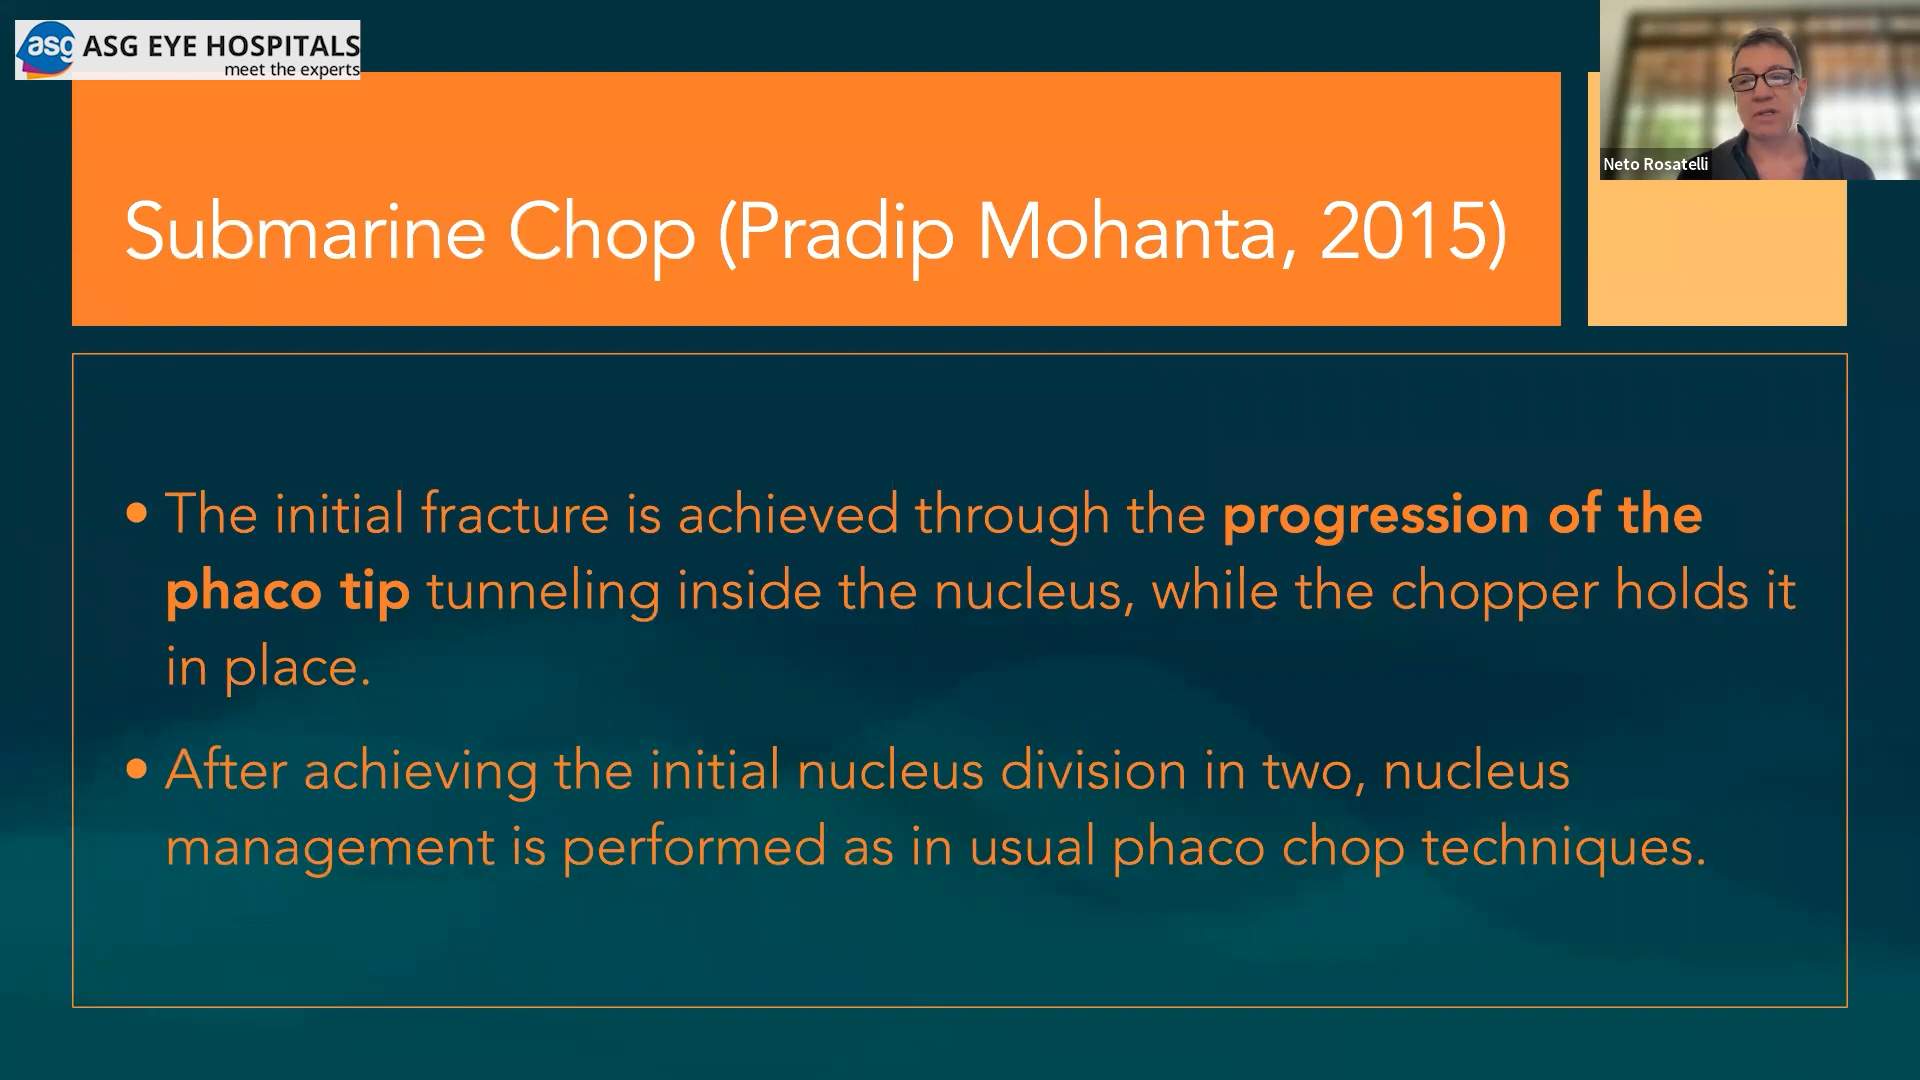 asg ASG EYE HOSPITALS
meet the experts
Neto Rosatelli
Submarine Chop (Pradip Mohanta, 2015)
• The initial fracture is achieved through the progression of the
phaco tip tunneling inside the nucleus, while the chopper holds it
in place.
• After achieving the initial nucleus division in two, nucleus
management is performed as in usual phaco chop techniques.